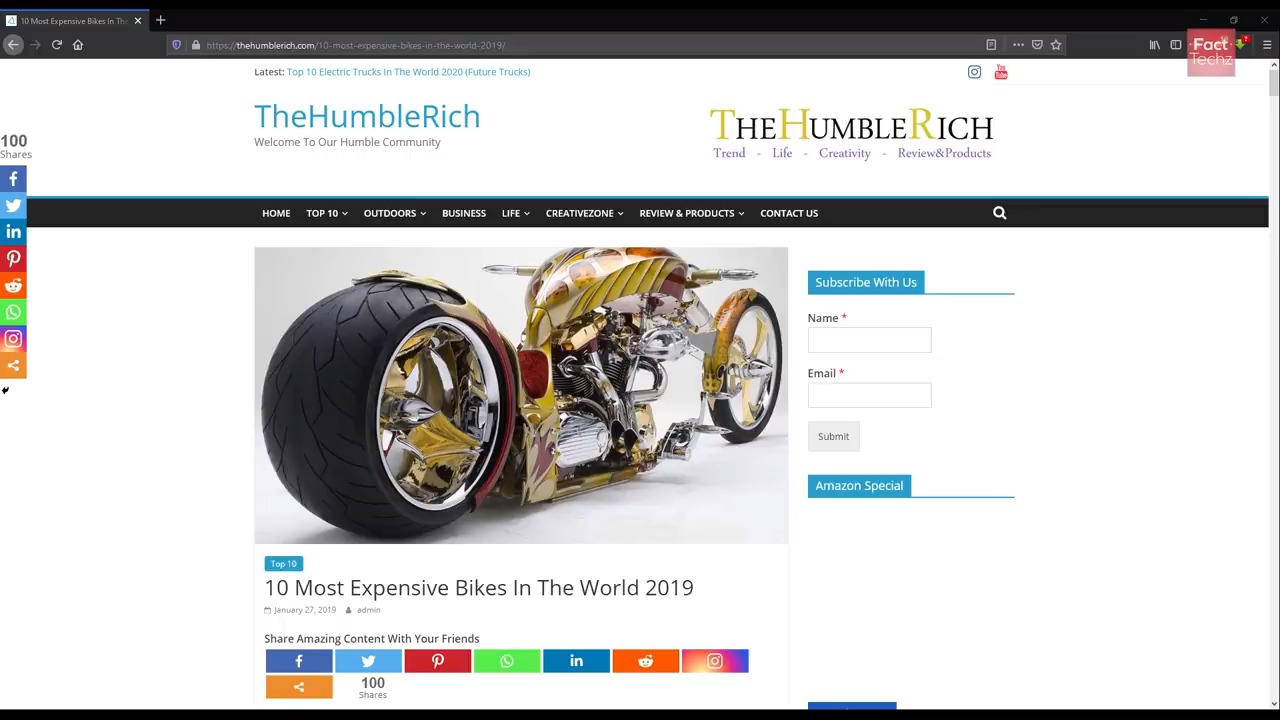 10 Most Expensive Bikes In The
https://thehumblerich.com/10-most-expensive-bikes-in-the-world-2019/
Fact
Techz
Latest: Top 10 Electric Trucks In The World 2020 (Future Trucks)
You
Tube
TheHumbleRich
Welcome To Our Humble Community
THEHUMBLERICH
Trend - Life - Creativity - Review&Products
100
Shares
HOME TOP 10 OUTDOORS BUSINESS LIFE CREATIVEZONE REVIEW & PRODUCTS CONTACT US
Subscribe With Us
Name *
Email *
Submit
Amazon Special
Top 10
10 Most Expensive Bikes In The World 2019
January 27, 2019 admin
Share Amazing Content With Your Friends
100
Shares